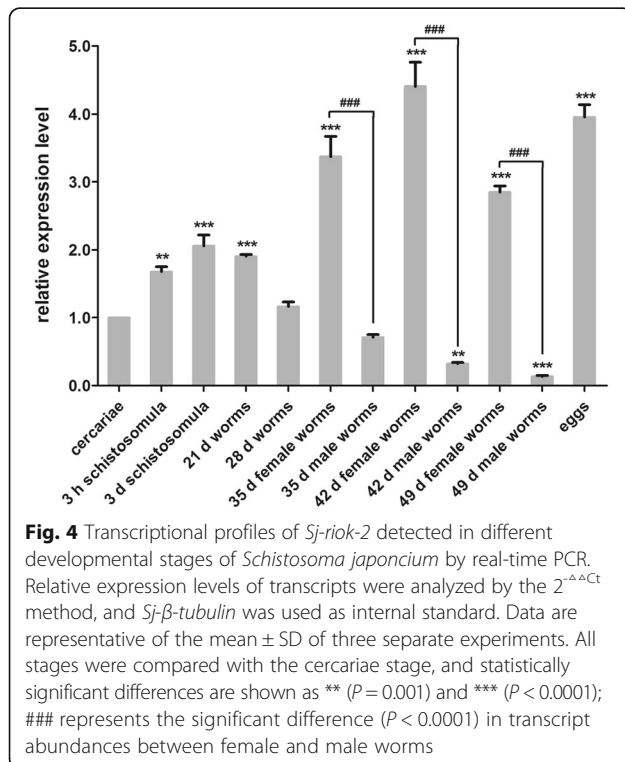 ###
###
###
***
***
***
***
***
***
**
**
***
5.0
4.0
3.0
2.0
1.0
0.0
relative expression level
cercariae
3 h schistosomula
3 d schistosomula
21 d worms
28 d worms
35 d female worms
35 d male worms
42 d female worms
42 d male worms
49 d female worms
49 d male worms
eggs
Fig. 4 Transcriptional profiles of Sj-riok-2 detected in different
developmental stages of Schistosoma japoncium by real-time PCR.
Relative expression levels of transcripts were analyzed by the 2^-△△Ct
method, and Sj-β-tubulin was used as internal standard. Data are
representative of the mean ± SD of three separate experiments. All
stages were compared with the cercariae stage, and statistically
significant differences are shown as ** (P = 0.001) and *** (P < 0.0001);
### represents the significant difference (P < 0.0001) in transcript
abundances between female and male worms